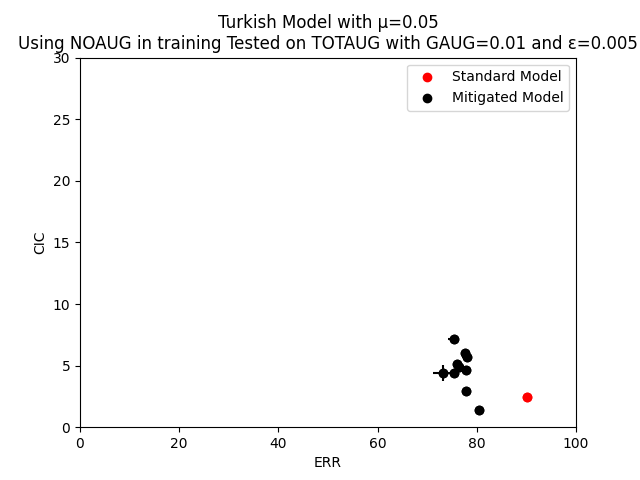 Turkish Model with μ=0.05
Using NOAUG in training Tested on TOTAUG with GAUG=0.01 and ε=0.005
30
25
20
15
10
5
0
CIC
Standard Model
Mitigated Model
0 20 40 60 80 100
ERR